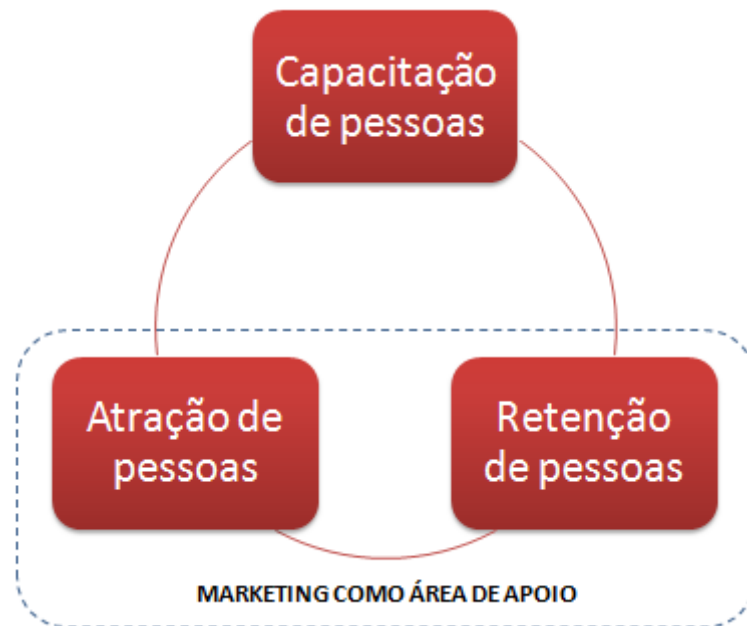 Capacitação
de pessoas
Atração de
pessoas
Retenção
de pessoas
MARKETING COMO ÁREA DE APOIO